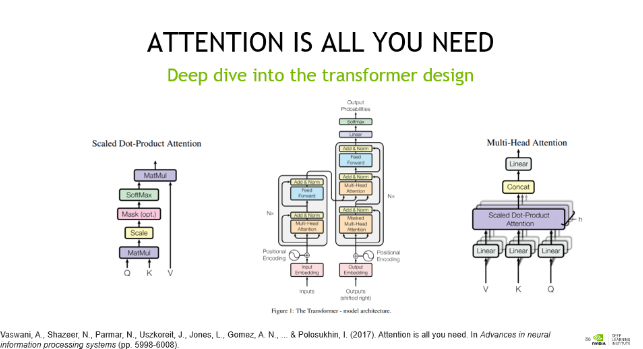 ATTENTION IS ALL YOU NEED
Deep dive into the transformer design
Scaled Dot-Product Attention
MatMul
SoftMax
Mask (opt.)
Scale
MatMul
Q K V
Output
Probabilities
Softmax
Linear
Add & Norm
Feed
Forward
Add & Norm
Multi-Head
Attention
Add & Norm
Masked
Multi-Head
Attention
Nx
Positional
Encoding
Output
Embedding
Outputs
(shifted right)
Add & Norm
Feed
Forward
Add & Norm
Multi-Head
Attention
Nx
Positional
Encoding
Input
Embedding
Inputs
Figure 1: The Transformer - model architecture.
Multi-Head Attention
Linear
Concat
Scaled Dot-Product
Attention
h
Linear Linear Linear
V K Q
Vaswani, A., Shazeer, N., Parmar, N., Uszkoreit, J., Jones, L., Gomez, A. N., ... & Polosukhin, I. (2017). Attention is all you need. In Advances in neural
information processing systems (pp. 5998-6008).
NVIDIA
DEEP
LEARNING
INSTITUTE